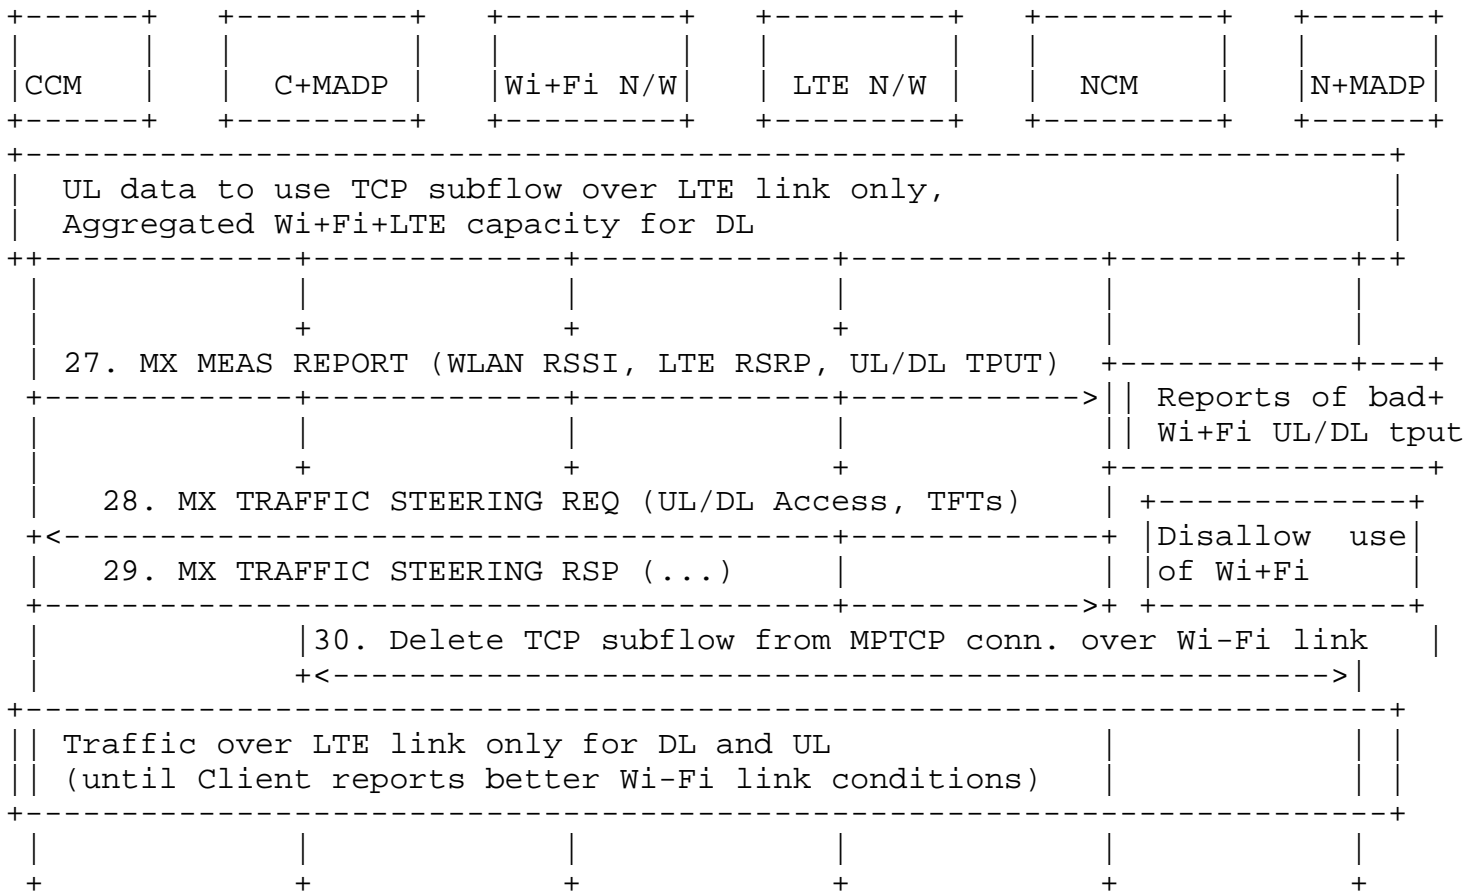 CCM C+MADP Wi+Fi N/W LTE N/W NCM N+MADP
UL data to use TCP subflow over LTE link only,
Aggregated Wi+Fi+LTE capacity for DL
27. MX MEAS REPORT (WLAN RSSI, LTE RSRP, UL/DL TPUT)
Reports of bad+
Wi+Fi UL/DL tput
28. MX TRAFFIC STEERING REQ (UL/DL Access, TFTs)
Disallow use
29. MX TRAFFIC STEERING RSP (...) of Wi+Fi
30. Delete TCP subflow from MPTCP conn. over Wi-Fi link
Traffic over LTE link only for DL and UL
(until Client reports better Wi-Fi link conditions)